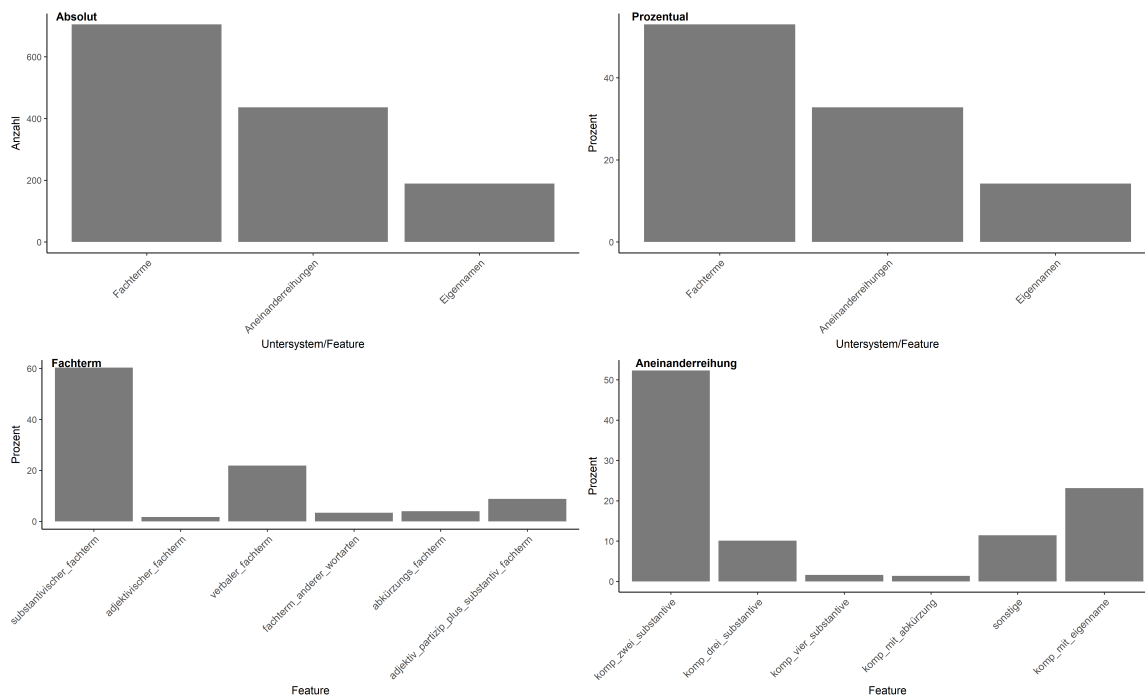 Absolut
Anzahl
600
400
200
0
Fachterme
Aneinanderreihungen
Eigennamen
Untersystem/Feature
Prozentual
Prozent
40
20
0
Fachterme
Aneinanderreihungen
Eigennamen
Untersystem/Feature
Fachterm
Prozent
60
40
20
0
substantivischer_fachterm
adjektivischer_fachterm
verbaler_fachterm
fachterm_anderer_wortarten
abkürzungs_fachterm
adjektiv_partizip_plus_substantiv_fachterm
Feature
Aneinanderreihung
Prozent
50
40
30
20
10
0
komp_zwei_substantive
komp_drei_substantive
komp_vier_substantive
komp_mit_abkürzung
sonstige
komp_mit_eigenname
Feature